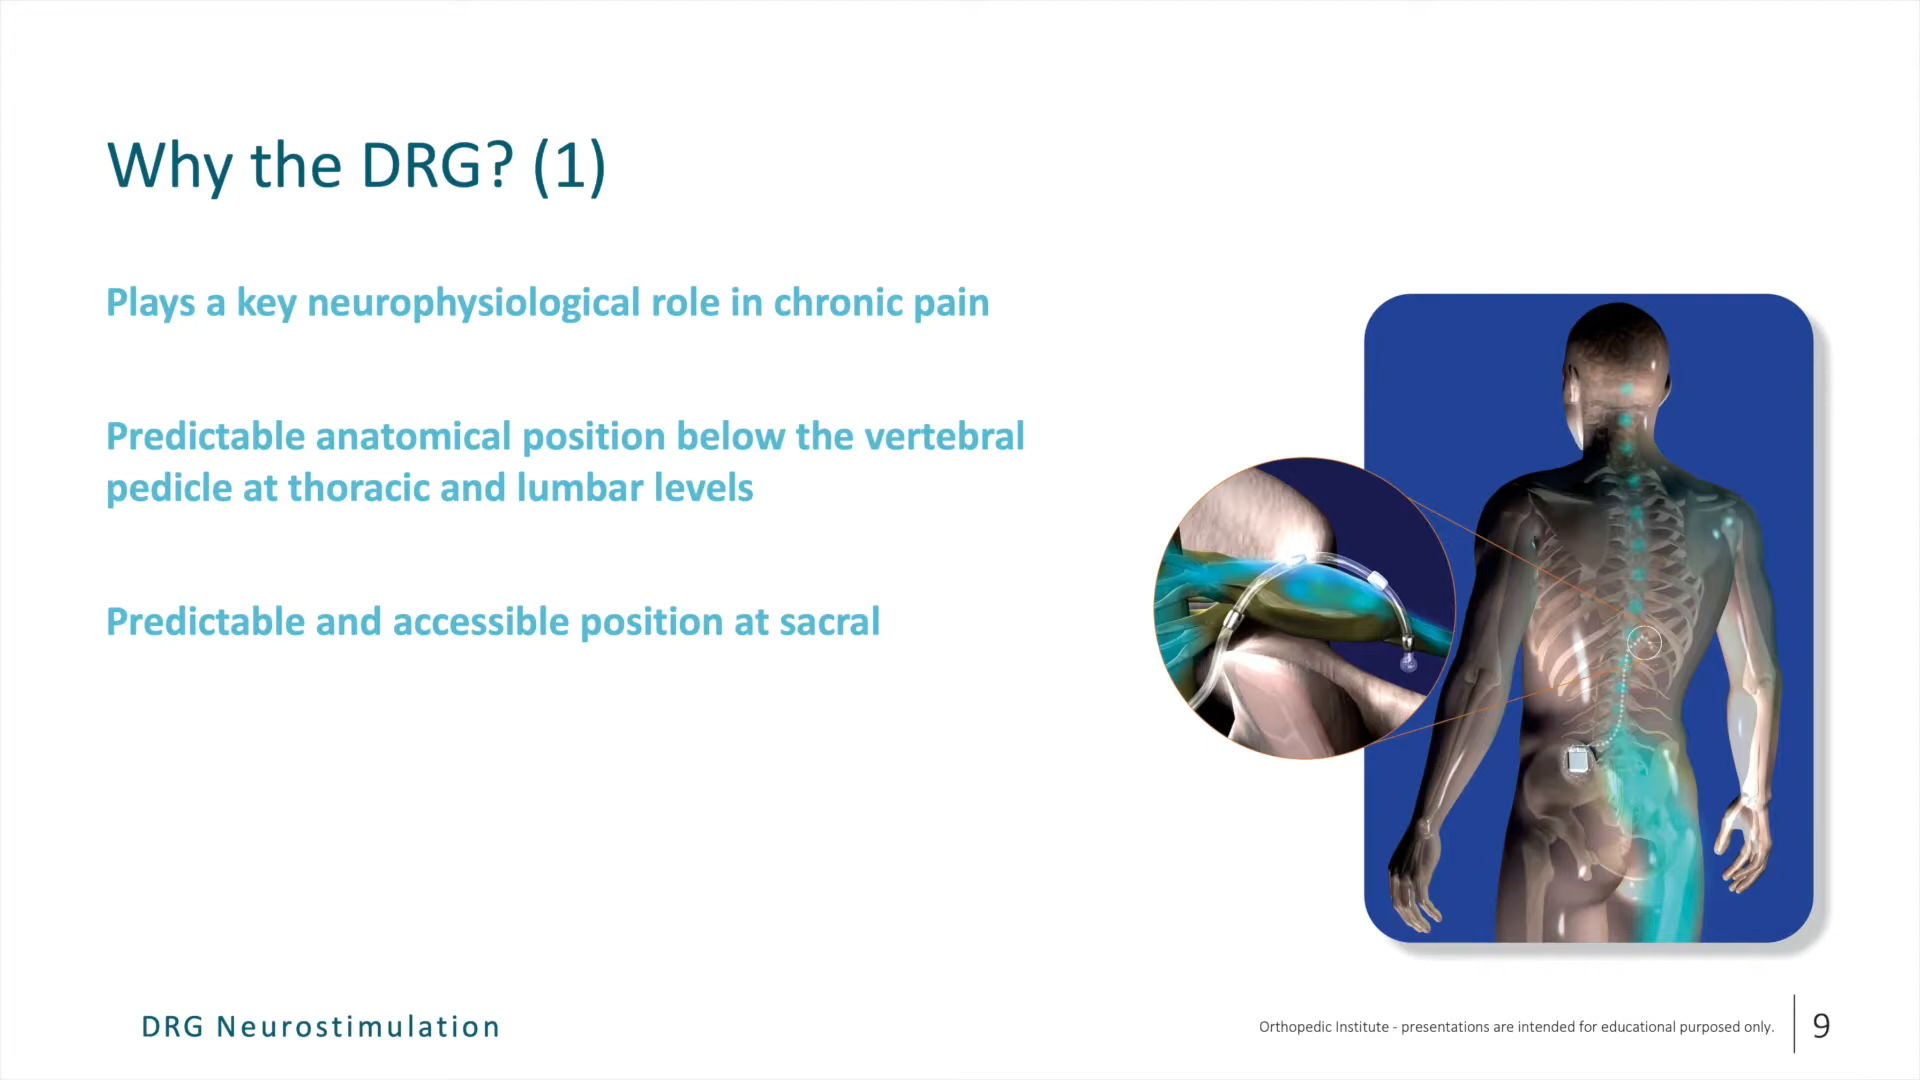 Why the DRG? (1)
Plays a key neurophysiological role in chronic pain
Predictable anatomical position below the vertebral
pedicle at thoracic and lumbar levels
Predictable and accessible position at sacral
DRG Neurostimulation
Orthopedic Institute - presentations are intended for educational purposed only.
9